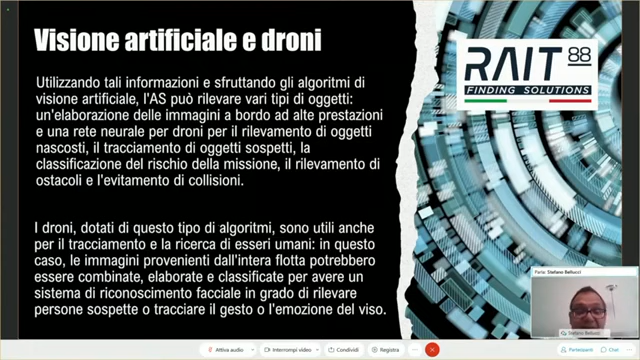 Visione artificiale e droni
Utilizzando tali informazioni e sfruttando gli algoritmi di
visione artificiale, l'AS può rilevare vari tipi di oggetti:
un'elaborazione delle immagini a bordo ad alte prestazioni
e una rete neurale per droni per il rilevamento di oggetti
nascosti, il tracciamento di oggetti sospetti, la
classificazione del rischio della missione, il rilevamento di
ostacoli e l'evitamento di collisioni.
I droni, dotati di questo tipo di algoritmi, sono utili anche
per il tracciamento e la ricerca di esseri umani: in questo
caso, le immagini provenienti dall'intera flotta potrebbero
essere combinate, elaborate e classificate per avere un
sistema di riconoscimento facciale in grado di rilevare
persone sospette o tracciare il gesto o l'emozione del viso.
RAIT 88
FINDING SOLUTIONS
Parla: Stefano Bellucci
Stefano Bellucci
Attiva audio
Interrompi video
Condividi
Registra
Partecipanti
Chat